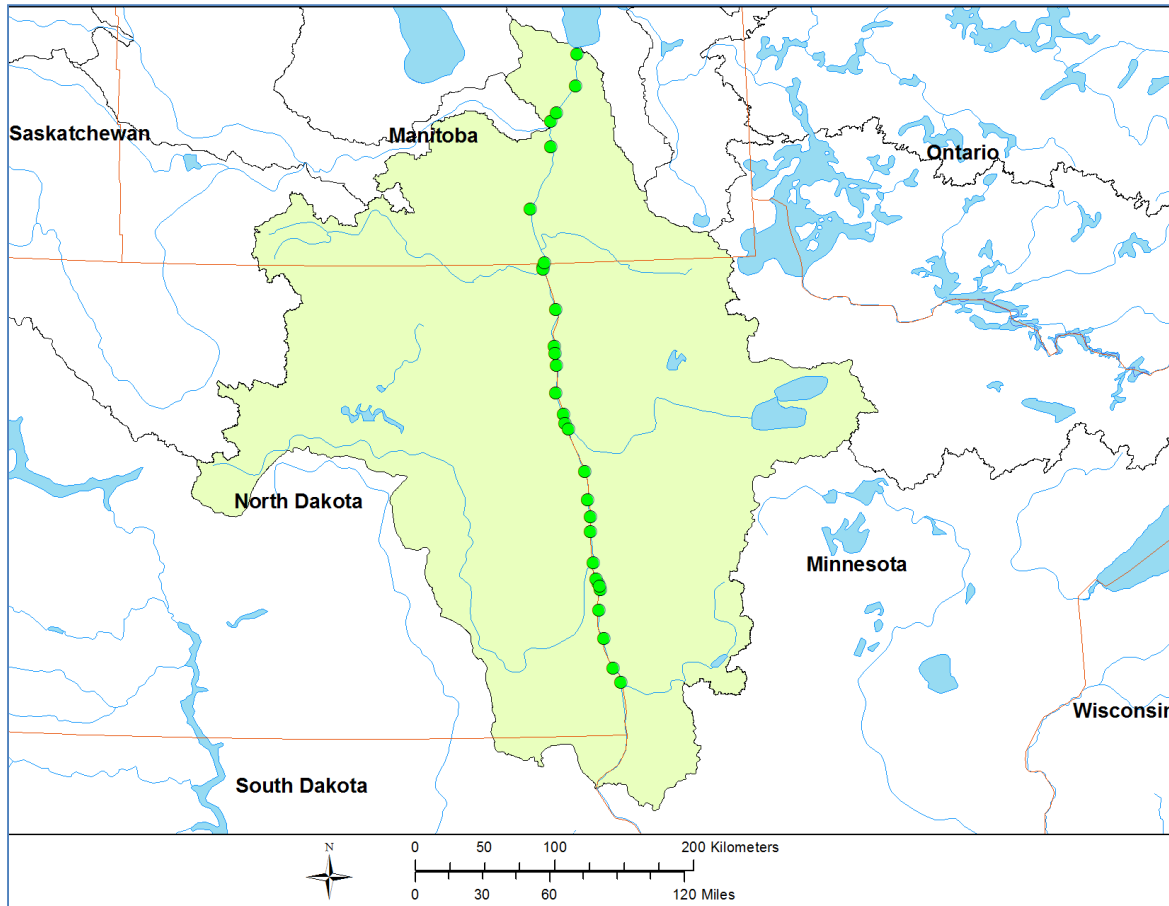 Saskatchewan
Manitoba
Ontario
North Dakota
Minnesota
Wisconsin
South Dakota
N
0 50 100 200 Kilometers
0 30 60 120 Miles